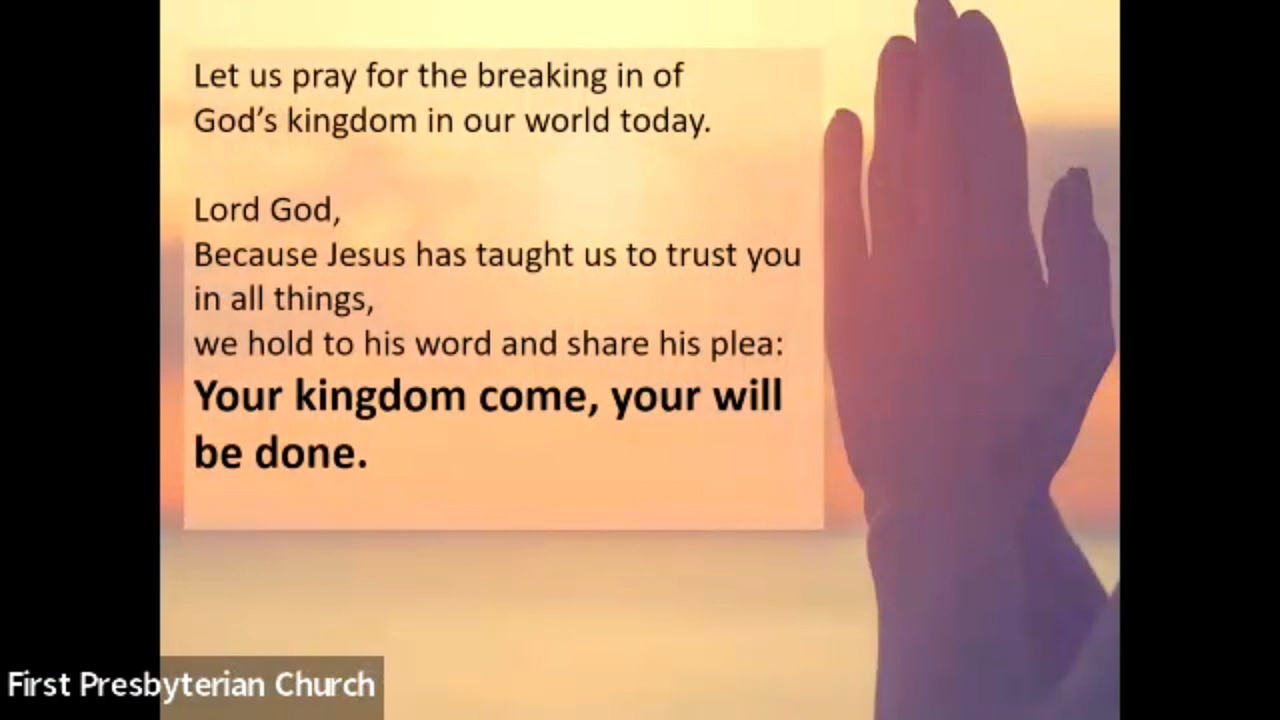 Let us pray for the breaking in of
God’s kingdom in our world today.
Lord God,
Because Jesus has taught us to trust you
in all things,
we hold to his word and share his plea:
Your kingdom come, your will
be done.
First Presbyterian Church